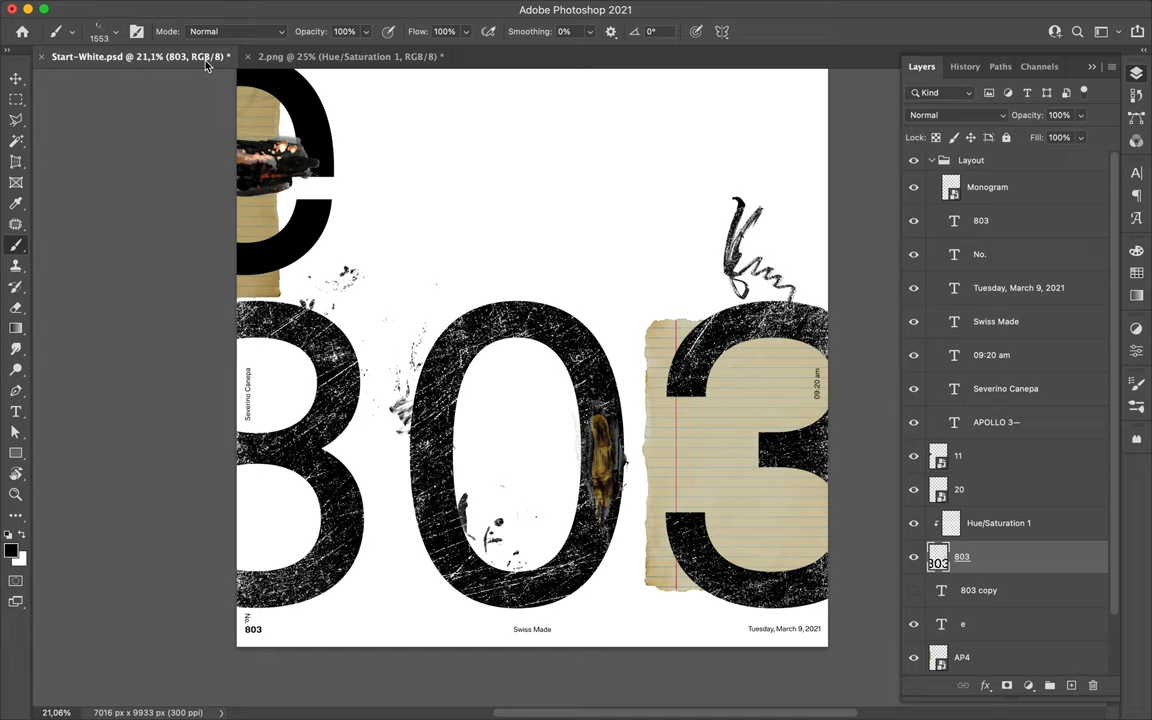 Adobe Photoshop 2021
1553
Mode: Normal
Opacity: 100%
Flow: 100%
Smoothing: 0%
0°
Start-White.psd @ 21,1% (803, RGB/8) *
2.png @ 25% (Hue/Saturation 1, RGB/8) *
Layers
History
Paths
Channels
Kind
Normal
Opacity: 100%
Lock:
Fill: 100%
Layout
Monogram
803
No.
Tuesday, March 9, 2021
Swiss Made
09:20 am
Severino Canepa
APOLLO 3—
11
20
Hue/Saturation 1
803
803 copy
e
AP4
e
803
Severino Canepa
09:20 am
No.
803
Swiss Made
Tuesday, March 9, 2021
21,06%
7016 px x 9933 px (300 ppi)